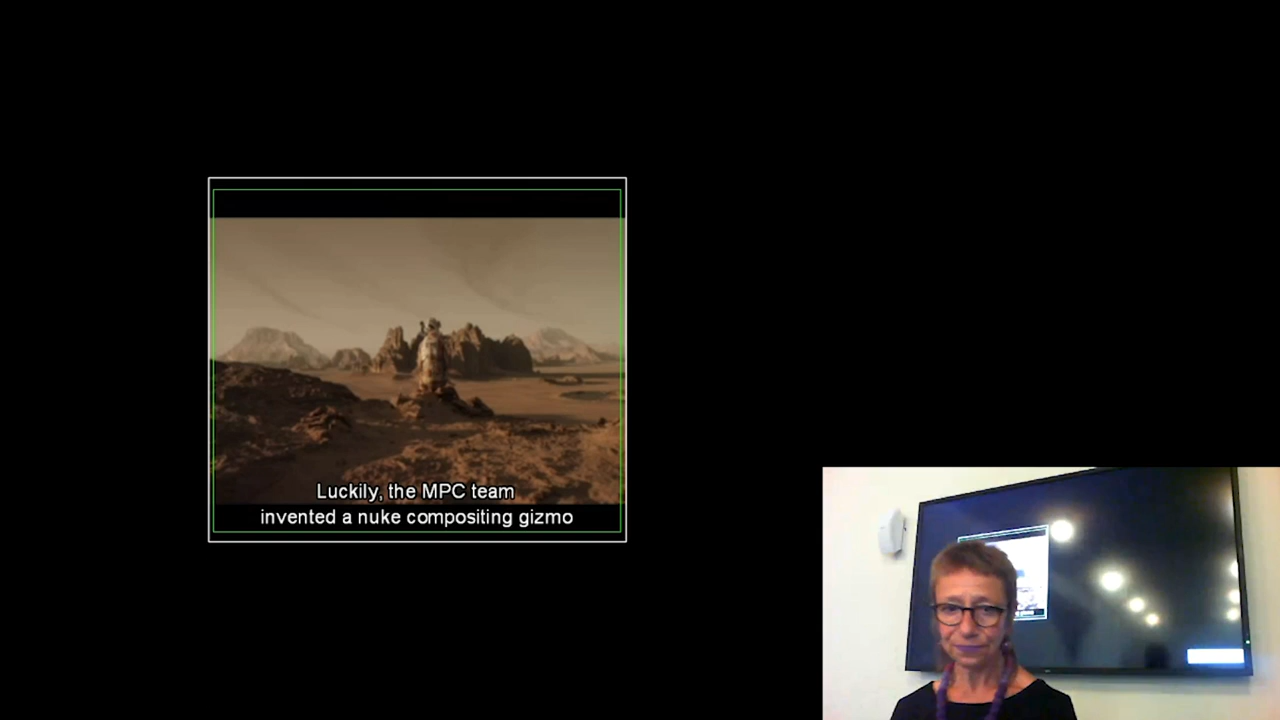 Luckily, the MPC team
invented a nuke compositing gizmo